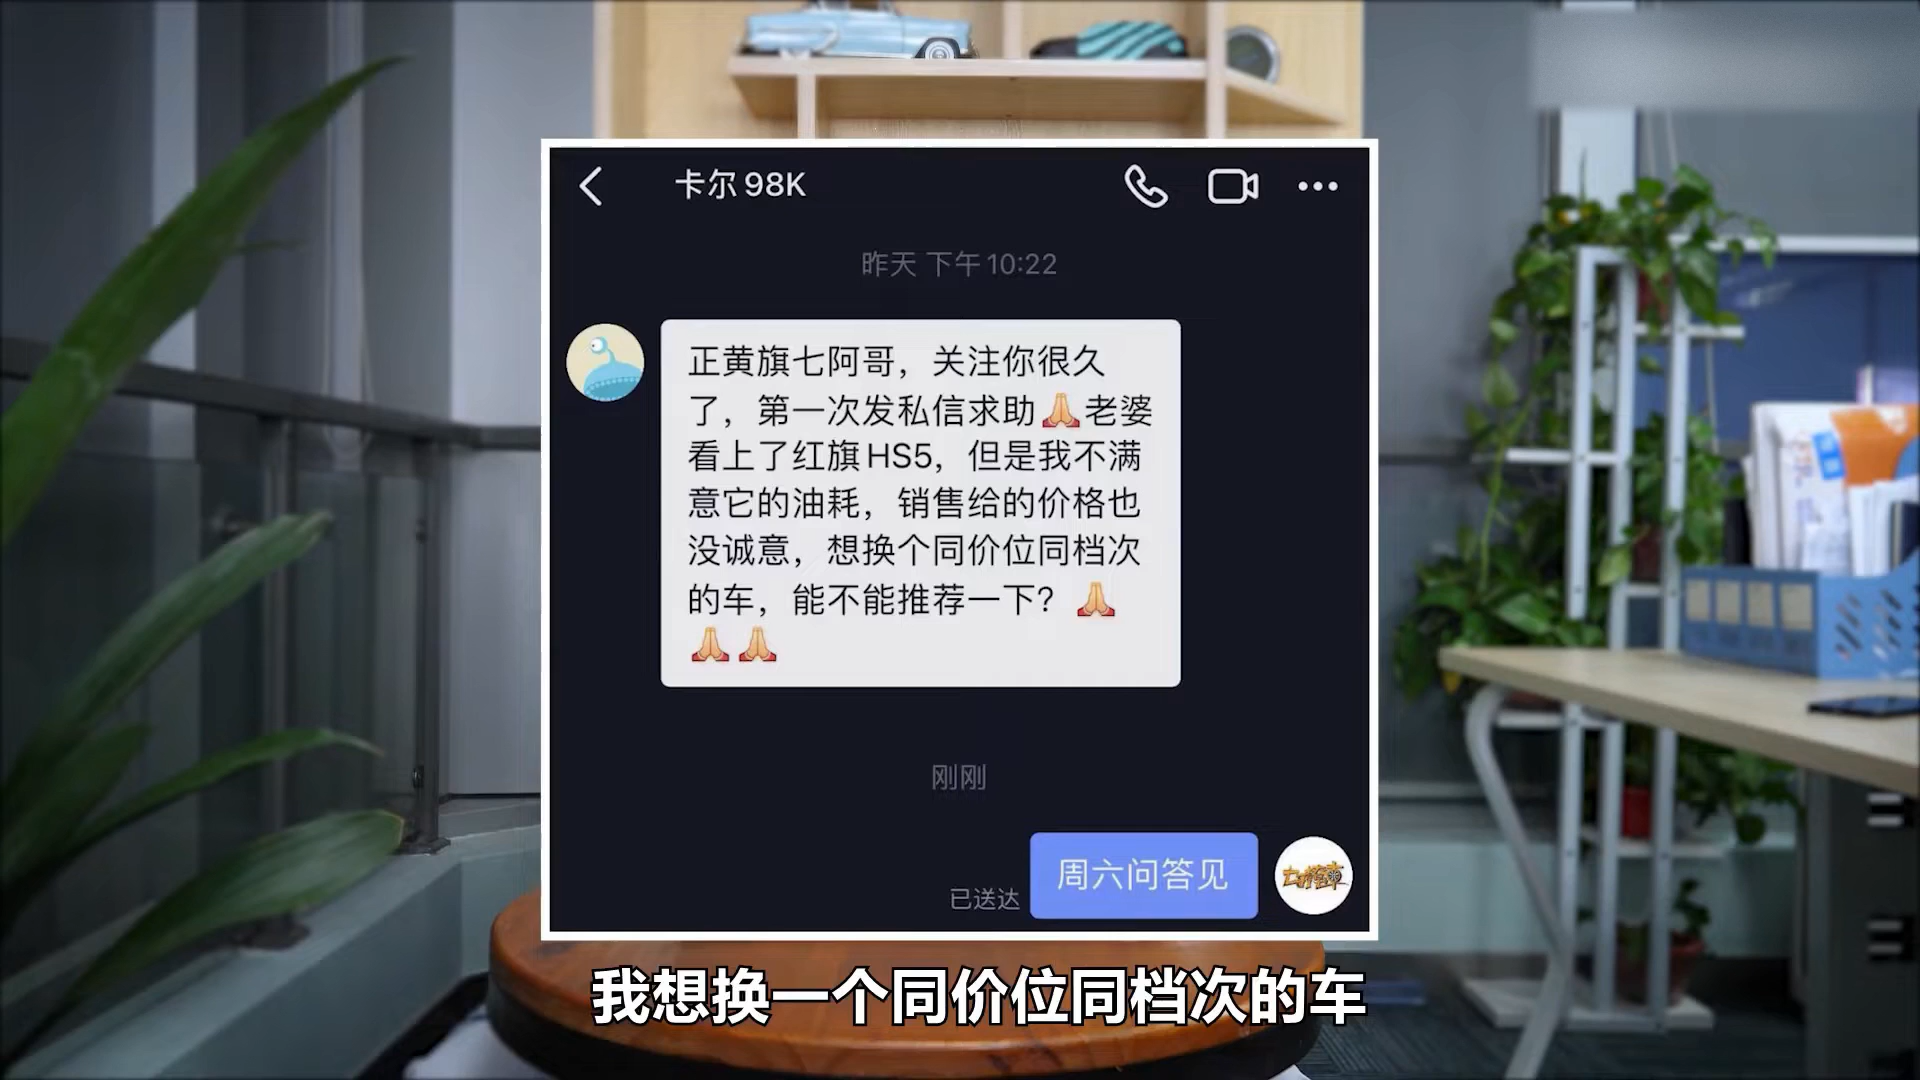 卡尔98K
昨天 下午10:22
正黄旗七阿哥，关注你很久
了，第一次发私信求助🙏老婆
看上了红旗HS5，但是我不满
意它的油耗，销售给的价格也
没诚意，想换个同价位同档次
的车，能不能推荐一下？🙏
🙏🙏
刚刚
周六问答见
已送达
我想换一个同价位同档次的车